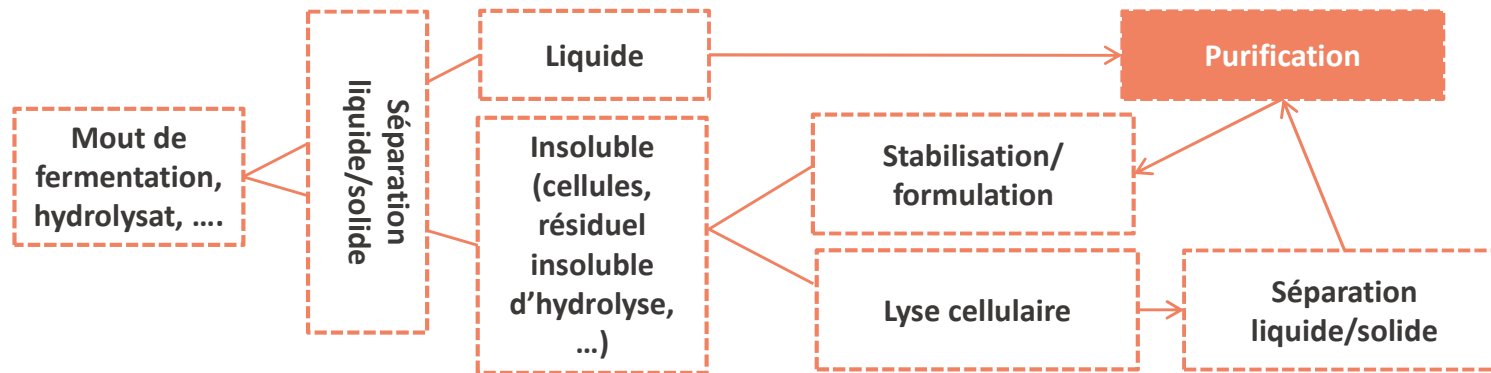 Mout de
fermentation,
hydrolysat, ….
Séparation
liquide/solide
Liquide
Insoluble
(cellules,
résiduel
insoluble
d’hydrolyse,
…)
Purification
Stabilisation/
formulation
Lyse cellulaire
Séparation
liquide/solide